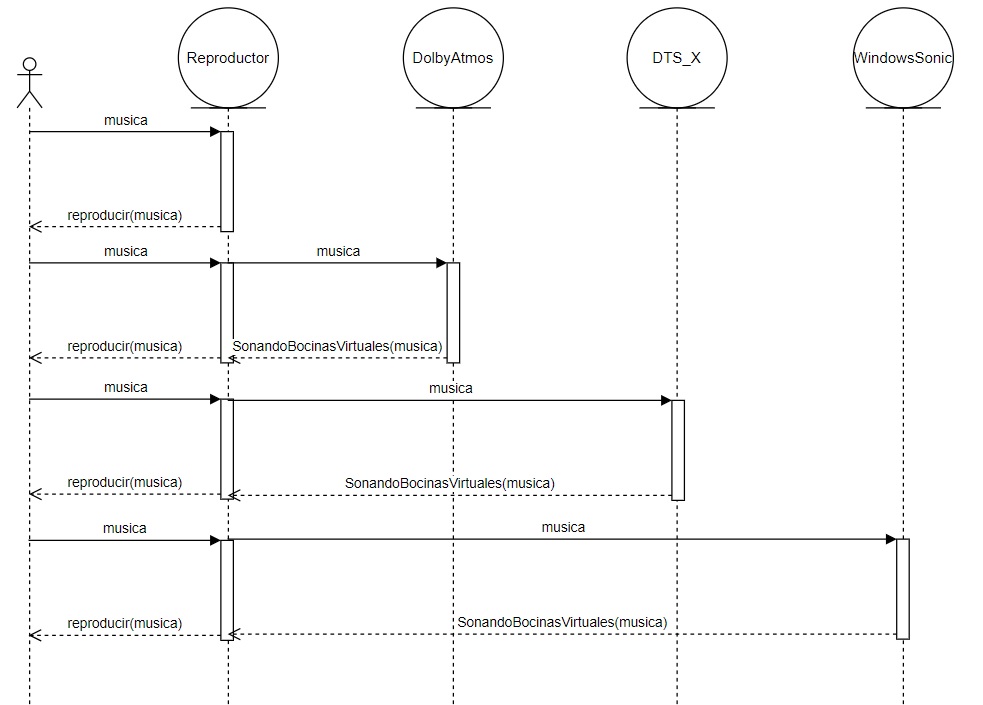 Reproductor
DolbyAtmos
DTS_X
WindowsSonic
musica
reproducir(musica)
musica
musica
reproducir(musica)
SonandoBocinasVirtuales(musica)
musica
musica
reproducir(musica)
SonandoBocinasVirtuales(musica)
musica
musica
reproducir(musica)
SonandoBocinasVirtuales(musica)